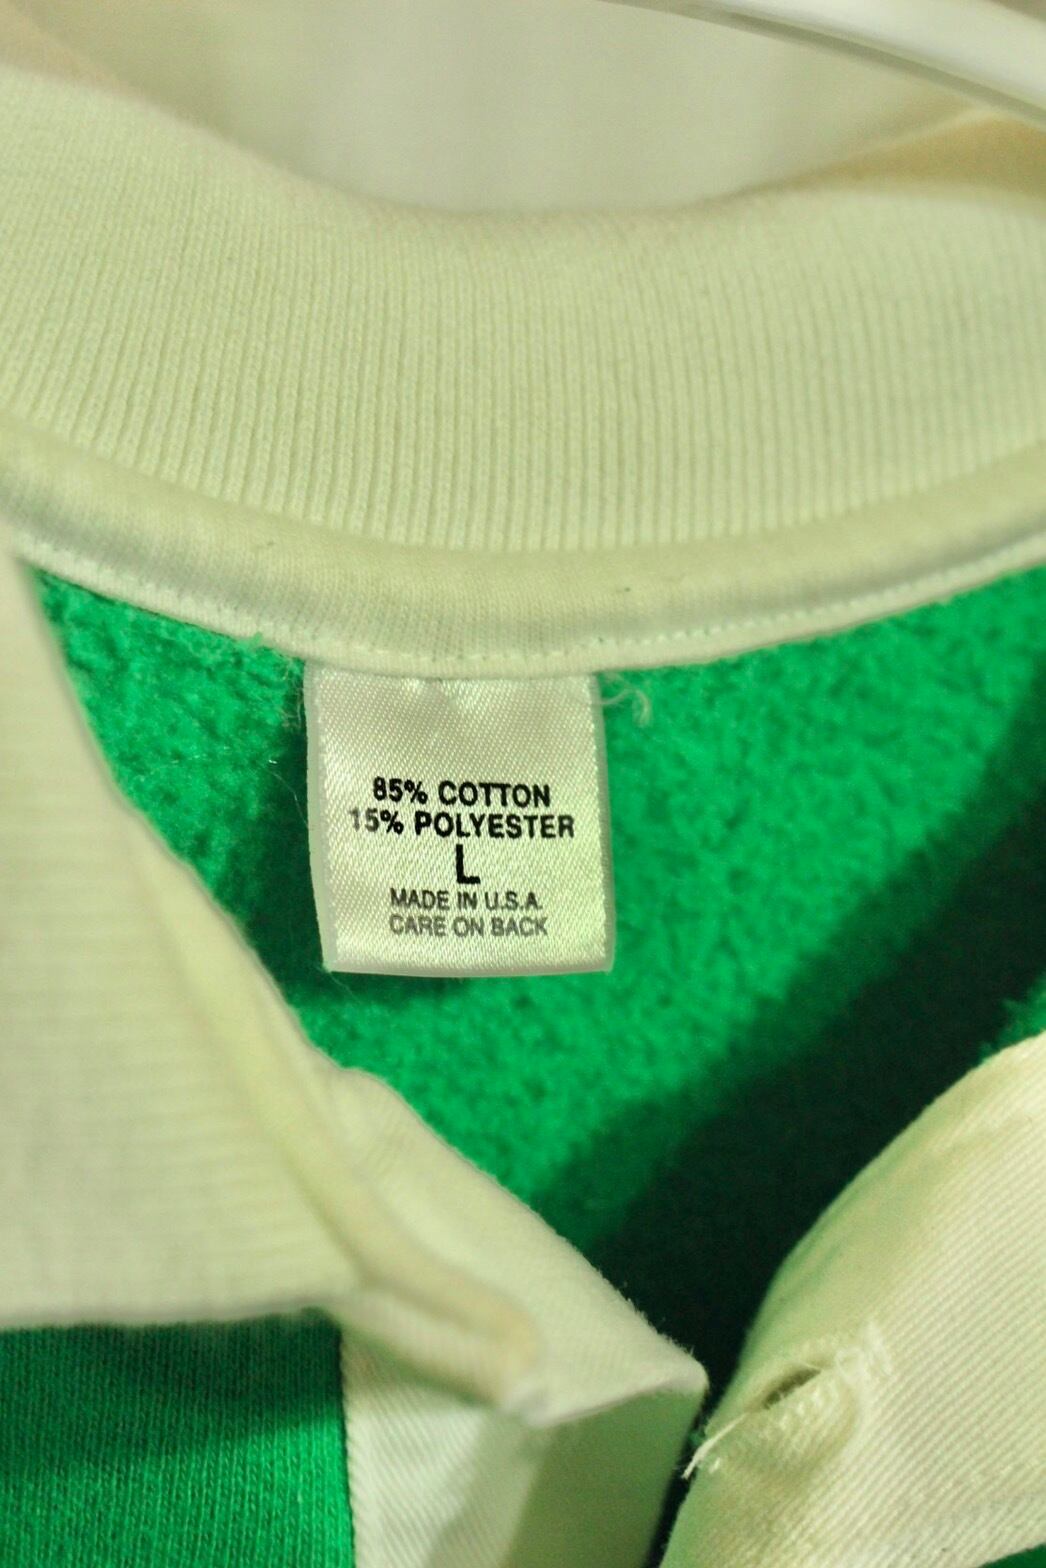 85% COTTON
15% POLYESTER
L
MADE IN U.S.A
CARE ON BACK